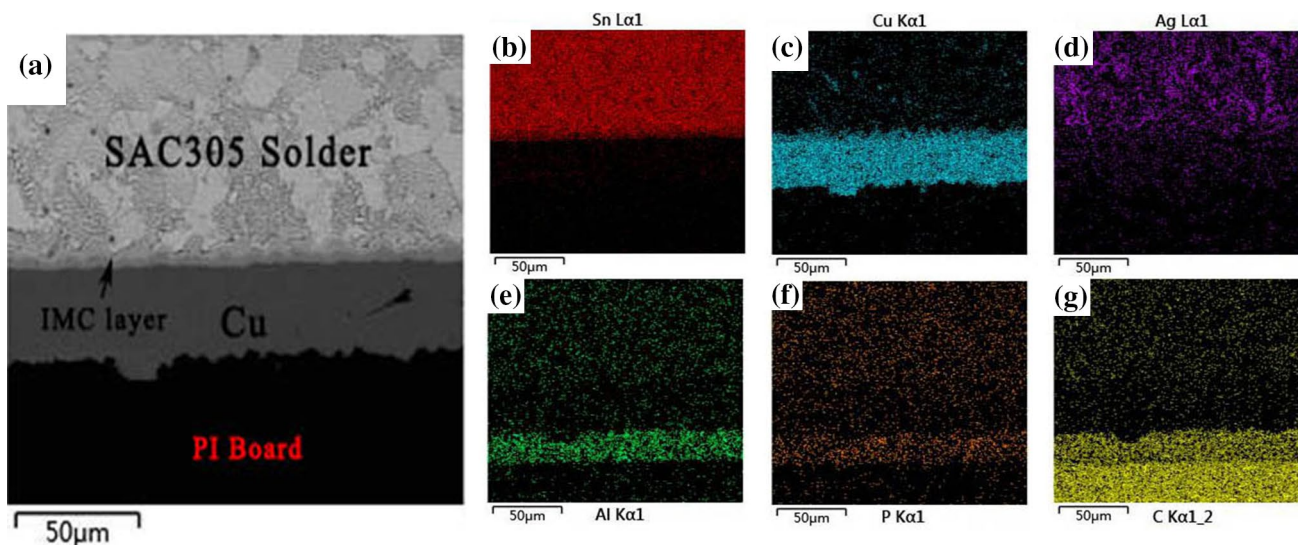 (a)
SAC305 Solder
IMC layer
Cu
PI Board
50μm
Sn Lα1
(b)
50μm
Cu Kα1
(c)
50μm
Ag Lα1
(d)
50μm
(e)
50μm
Al Kα1
(f)
50μm
P Kα1
(g)
50μm
C Kα1_2